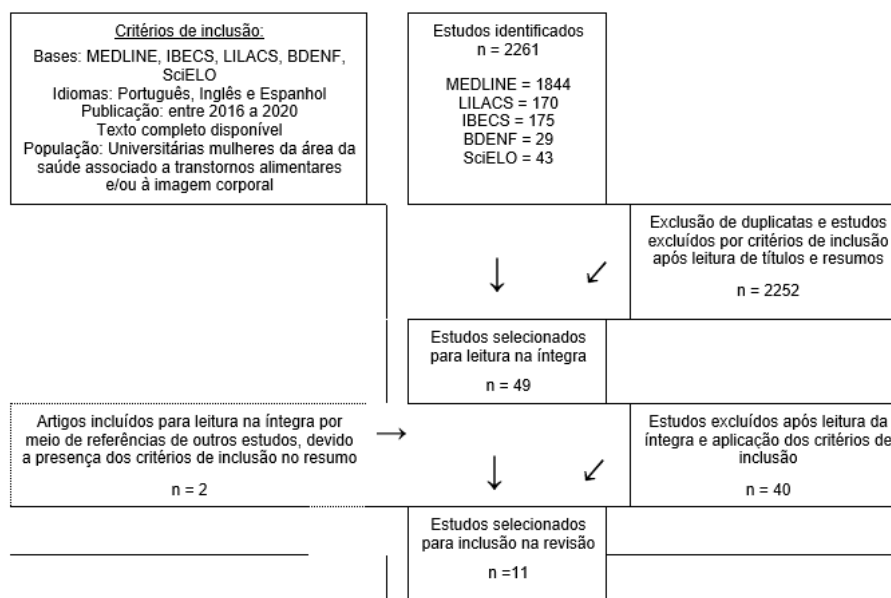 Critérios de inclusão:
Bases: MEDLINE, IBECS, LILACS, BDENF,
SciELO
Idiomas: Português, Inglês e Espanhol
Publicação: entre 2016 a 2020
Texto completo disponível
População: Universitárias mulheres da área da
saúde associado a transtornos alimentares
e/ou à imagem corporal
Estudos identificados
n = 2261
MEDLINE = 1844
LILACS = 170
IBECS = 175
BDENF = 29
SciELO = 43
Exclusão de duplicatas e estudos
excluídos por critérios de inclusão
após leitura de títulos e resumos
n = 2252
Estudos selecionados
para leitura na íntegra
n = 49
Artigos incluídos para leitura na íntegra por
meio de referências de outros estudos, devido
a presença dos critérios de inclusão no resumo
n = 2
Estudos excluídos após leitura da
íntegra e aplicação dos critérios de
inclusão
n = 40
Estudos selecionados
para inclusão na revisão
n =11